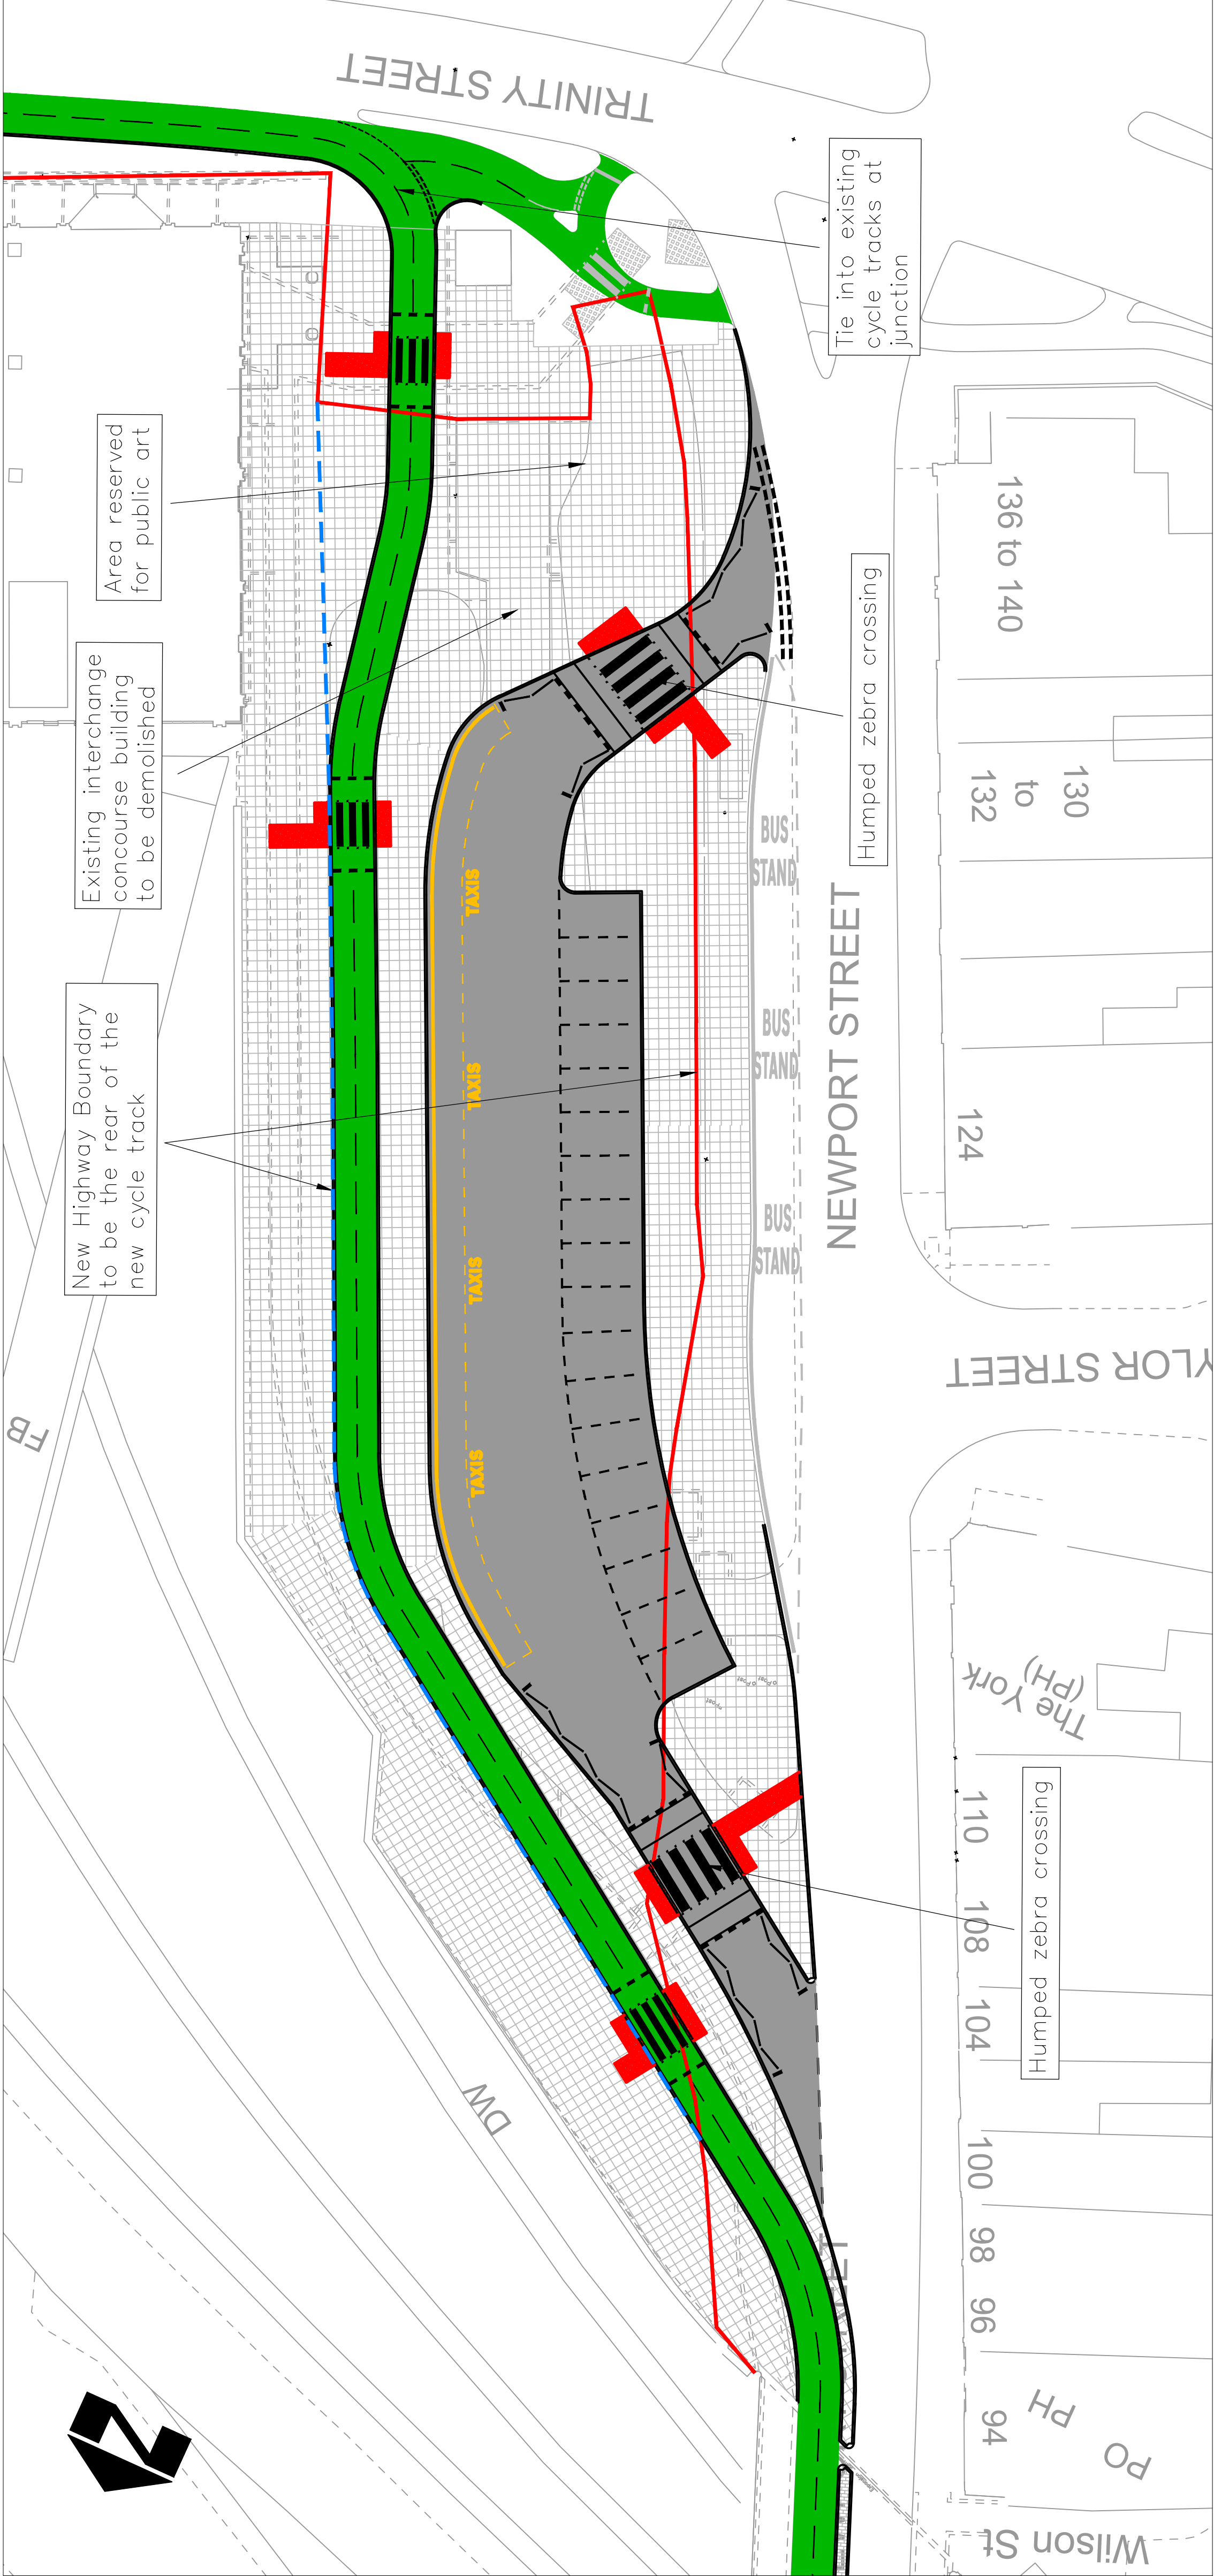 TRINITY STREET
Tie into existing
cycle tracks at
junction
Area reserved
for public art
136 to 140
Humped zebra crossing
Existing interchange
concourse building
to be demolished
130
to
132
BUS
STAND
TAXIS
NEWPORT STREET
New Highway Boundary
to be the rear of the
new cycle track
BUS
STAND
TAXIS
124
BUS
STAND
TAXIS
YLOR STREET
FB
TAXIS
The York
(PH)
110
Humped zebra crossing
108
104
DW
100
98
96
94
PH
PO
Wilson St
N